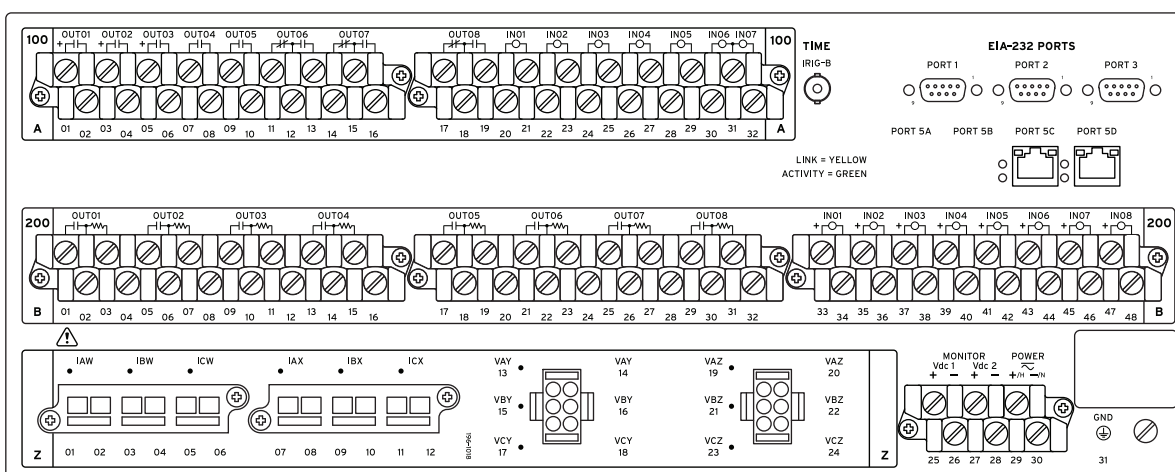 100 OUT01 OUT02 OUT03 OUT04 OUT05 OUT06 OUT07 OUT08 IN01 IN02 IN03 IN04 IN05 IN06 IN07 100
+ + +
TIME
IRIG-B
EIA-232 PORTS
PORT 1 PORT 2 PORT 3
1 1 1
9 9 9
A 01 02 03 04 05 06 07 08 09 10 11 12 13 14 15 16 17 18 19 20 21 22 23 24 25 26 27 28 29 30 31 32 A
PORT 5A PORT 5B PORT 5C PORT 5D
LINK = YELLOW
ACTIVITY = GREEN
200 OUT01 OUT02 OUT03 OUT04 OUT05 OUT06 OUT07 OUT08 IN01 IN02 IN03 IN04 IN05 IN06 IN07 IN08 200
+ + + + + + + +
B 01 02 03 04 05 06 07 08 09 10 11 12 13 14 15 16 17 18 19 20 21 22 23 24 25 26 27 28 29 30 31 32 33 34 35 36 37 38 39 40 41 42 43 44 45 46 47 48 B
!
IAW IBW ICW IAX IBX ICX
VAY 13 VAY 14 VAZ 19 VAZ 20
VBY 15 VBY 16 VBZ 21 VBZ 22
VCY 17 VCY 18 VCZ 23 VCZ 24
Z 01 02 03 04 05 06 07 08 09 10 11 12 Z
196-1018
MONITOR POWER
Vdc 1 Vdc 2
+ – + – +/H –/N
25 26 27 28 29 30
GND
31